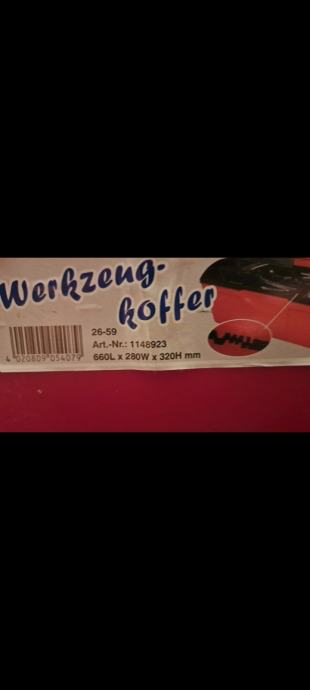 Werkzeug-
koffer
26-59
Art.-Nr.: 1148923
660L x 280W x 320H mm
4 020809 054079